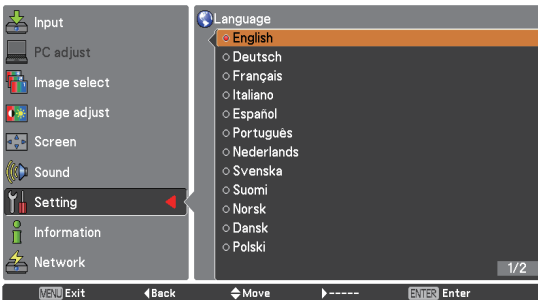 Input
PC adjust
Image select
Image adjust
Screen
Sound
Setting
Information
Network
Language
English
Deutsch
Français
Italiano
Español
Português
Nederlands
Svenska
Suomi
Norsk
Dansk
Polski
1/2
MENU Exit
Back
Move
-----
ENTER Enter